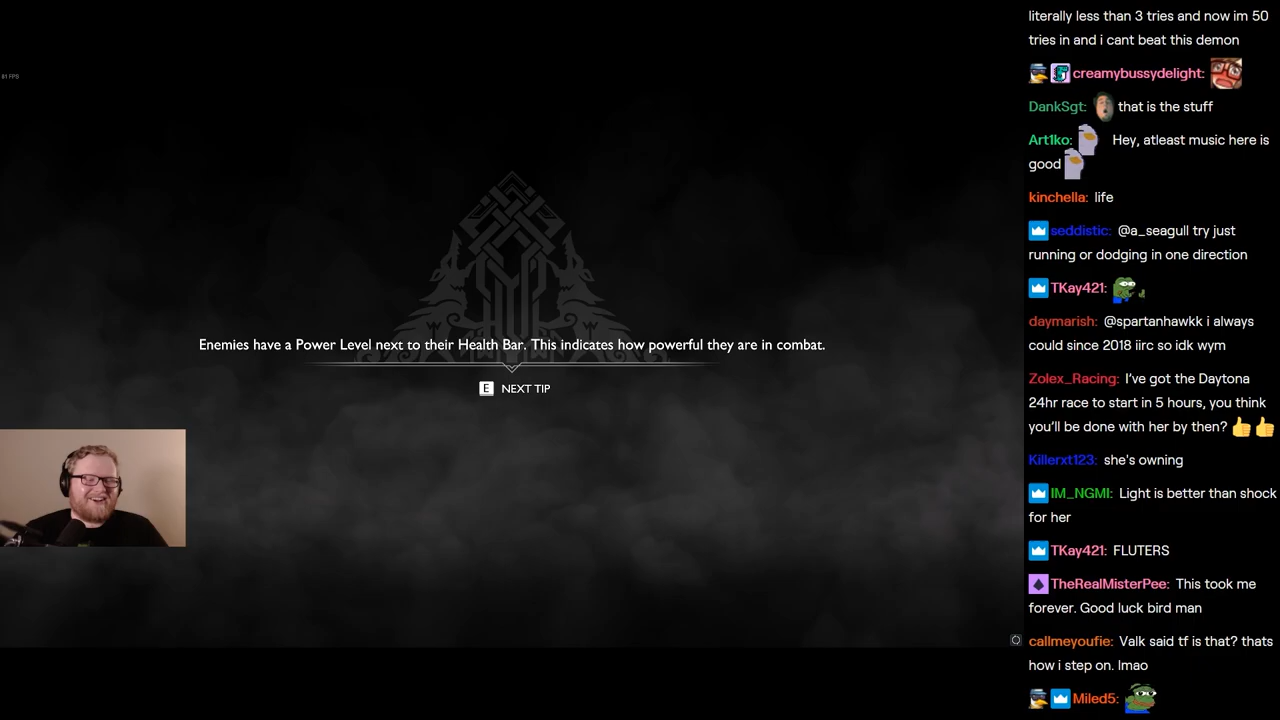 literally less than 3 tries and now im 50
tries in and i cant beat this demon
81 FPS
creamybussydelight:
DankSgt: that is the stuff
Art1ko: Hey, atleast music here is
good
kinchella: life
seddistic: @a_seagull try just
running or dodging in one direction
TKay421:
daymarish: @spartanhawkk i always
could since 2018 iirc so idk wym
Enemies have a Power Level next to their Health Bar. This indicates how powerful they are in combat.
E NEXT TIP
Zolex_Racing: I've got the Daytona
24hr race to start in 5 hours, you think
you'll be done with her by then?
Killerxt123: she's owning
IM_NGMI: Light is better than shock
for her
TKay421: FLUTERS
TheRealMisterPee: This took me
forever. Good luck bird man
callmeyoufie: Valk said tf is that? thats
how i step on. lmao
Miled5: